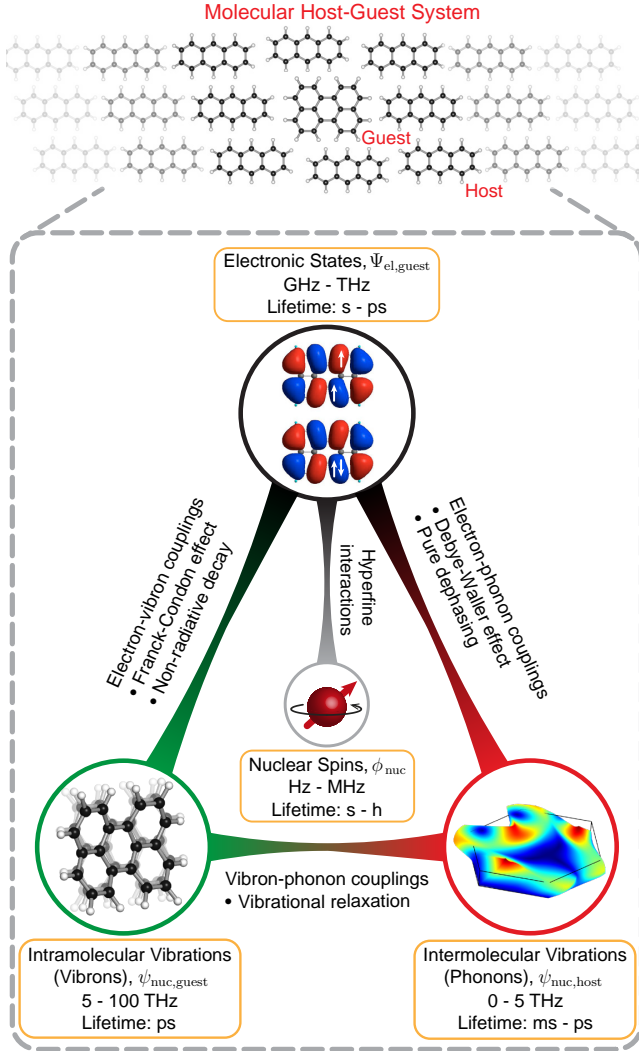 Molecular Host-Guest System
Guest
Host
Electronic States, Ψel,guest
GHz - THz
Lifetime: s - ps
Electron-vibron couplings
• Franck-Condon effect
• Non-radiative decay
Hyperfine
interactions
Electron-phonon couplings
• Debye-Waller effect
• Pure dephasing
Nuclear Spins, ϕnuc
Hz - MHz
Lifetime: s - h
Vibron-phonon couplings
• Vibrational relaxation
Intramolecular Vibrations
(Vibrons), ψnuc,guest
5 - 100 THz
Lifetime: ps
Intermolecular Vibrations
(Phonons), ψnuc,host
0 - 5 THz
Lifetime: ms - ps